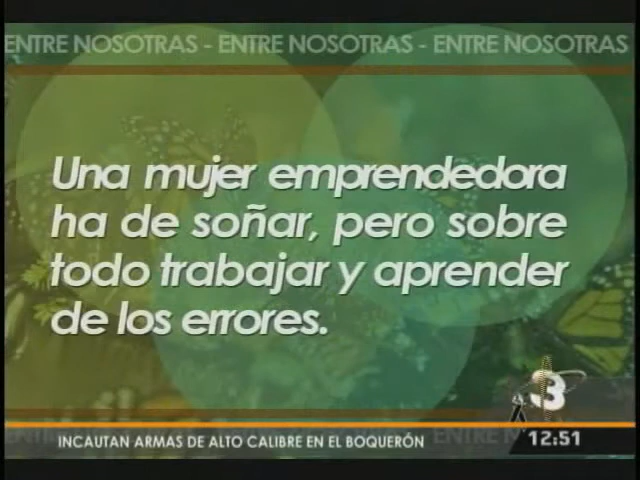 ENTRE NOSOTRAS - ENTRE NOSOTRAS - ENTRE NOSOTRAS
Una mujer emprendedora
ha de soñar, pero sobre
todo trabajar y aprender
de los errores.
3
ENTRE N
INCAUTAN ARMAS DE ALTO CALIBRE EN EL BOQUERÓN
12:51